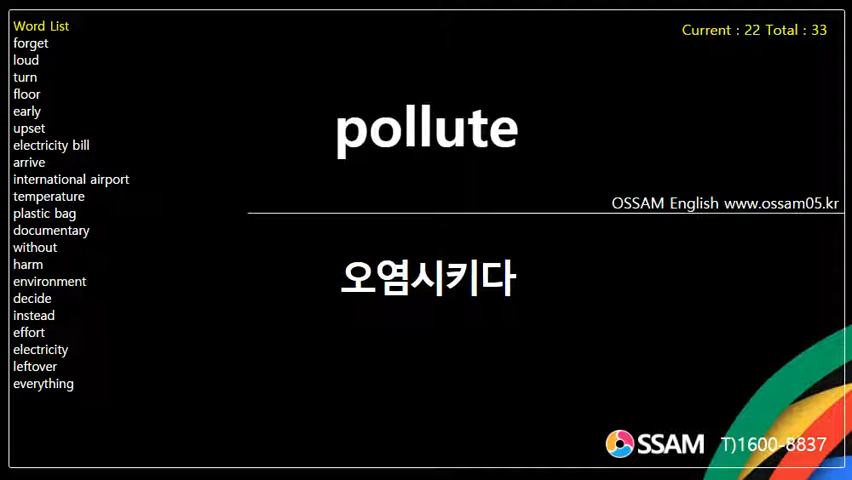 Word List
forget
loud
turn
floor
early
upset
electricity bill
arrive
international airport
temperature
plastic bag
documentary
without
harm
environment
decide
instead
effort
electricity
leftover
everything
Current : 22 Total : 33
pollute
OSSAM English www.ossam05.kr
오염시키다
OSSAM T)1600-8837